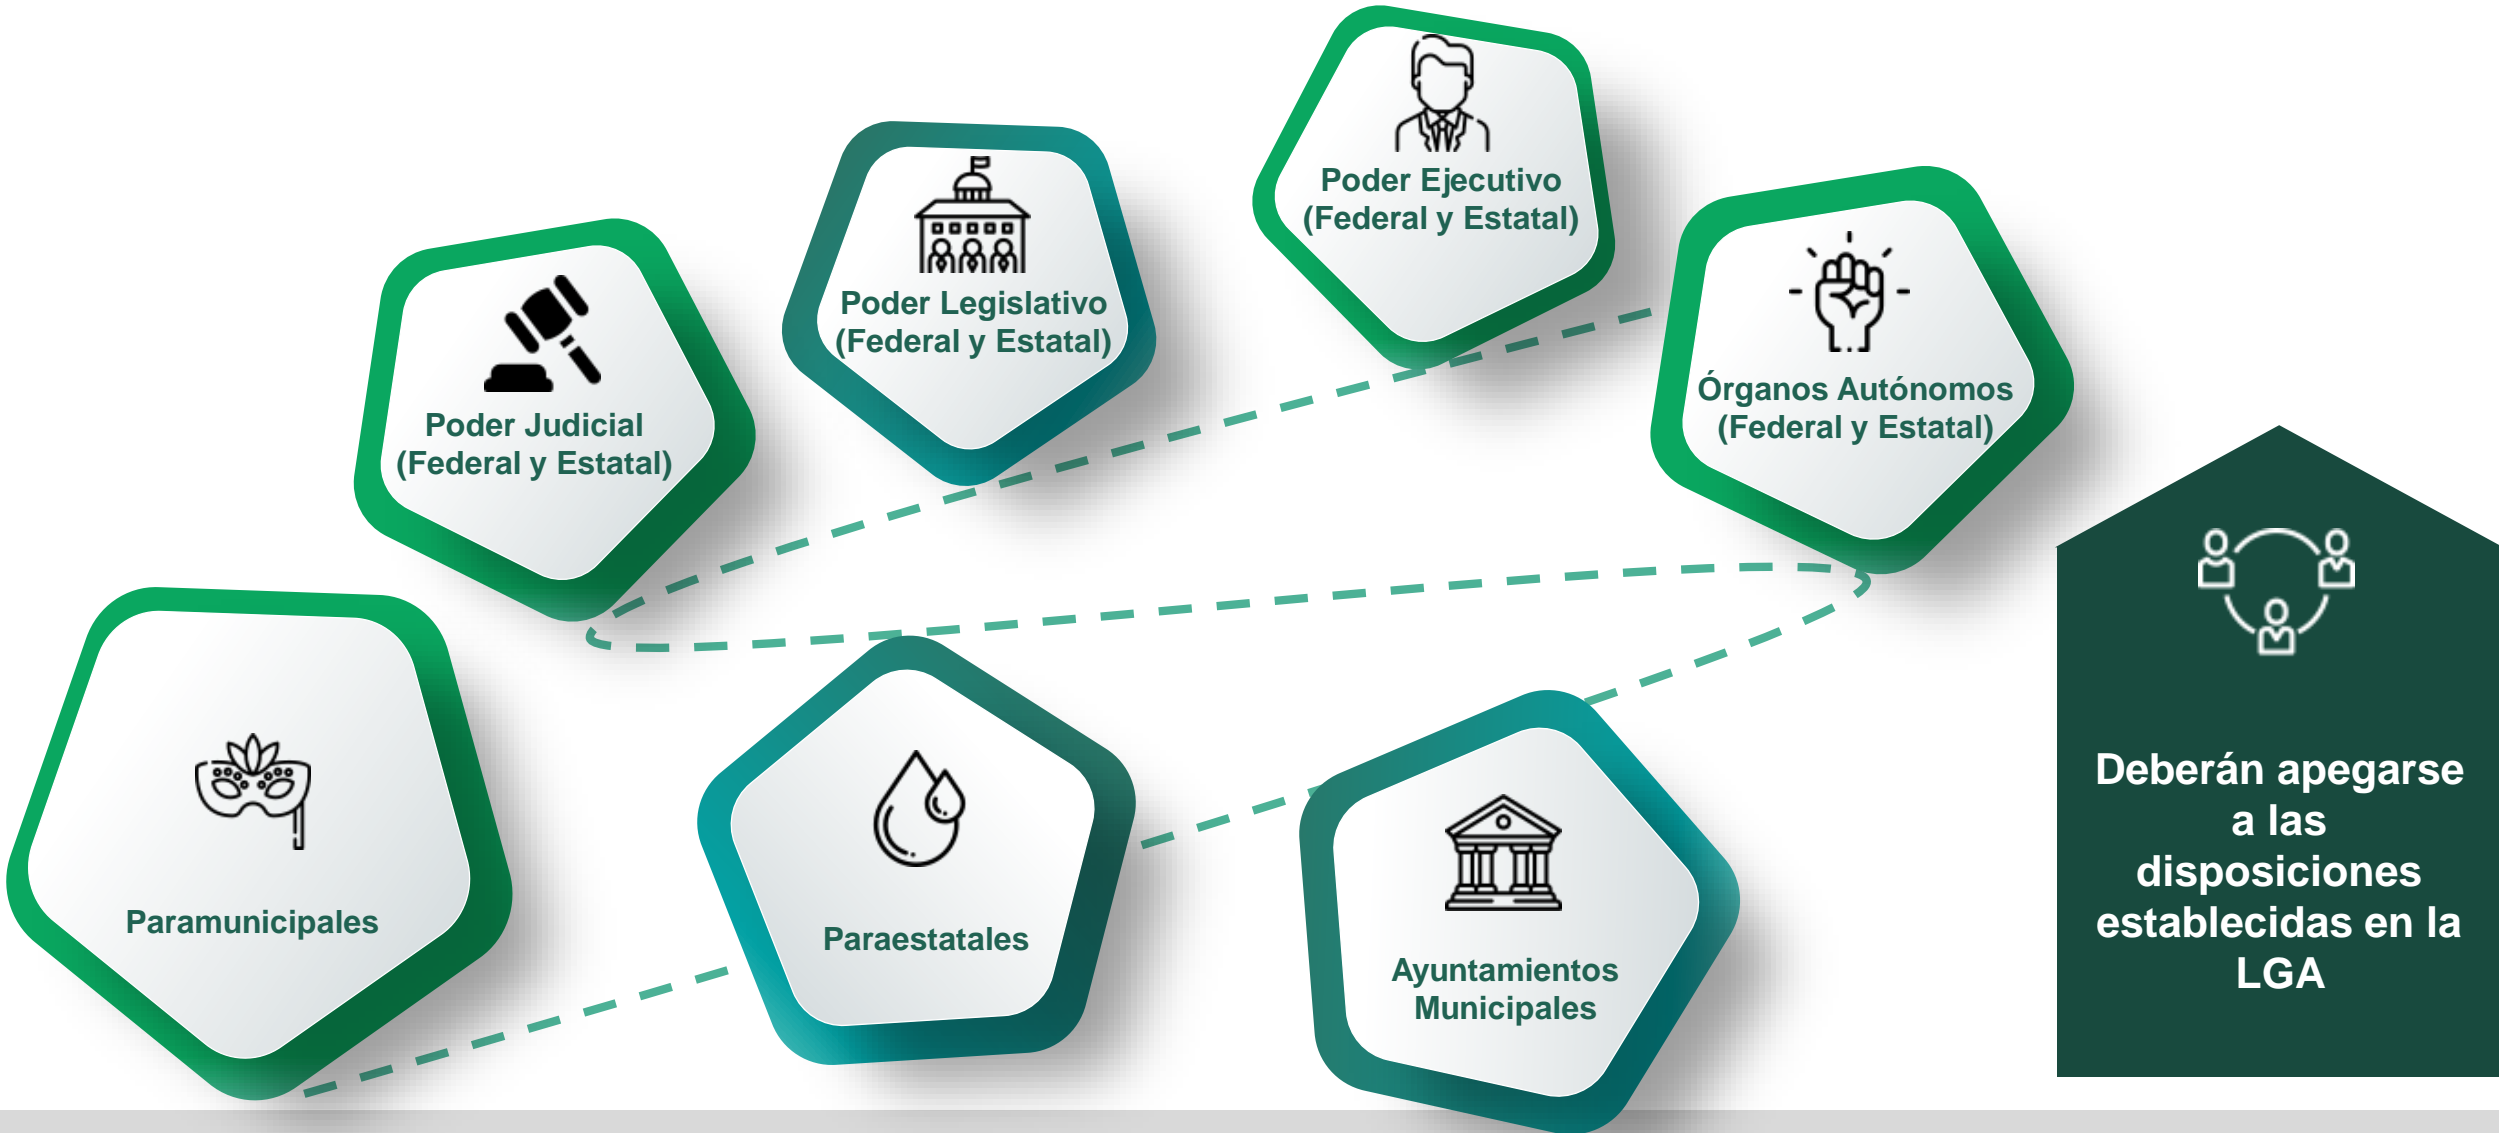 Poder Ejecutivo
(Federal y Estatal)
Poder Legislativo
(Federal y Estatal)
Poder Judicial
(Federal y Estatal)
Órganos Autónomos
(Federal y Estatal)
Paramunicipales
Paraestatales
Ayuntamientos
Municipales
Deberán apegarse
a las
disposiciones
establecidas en la
LGA